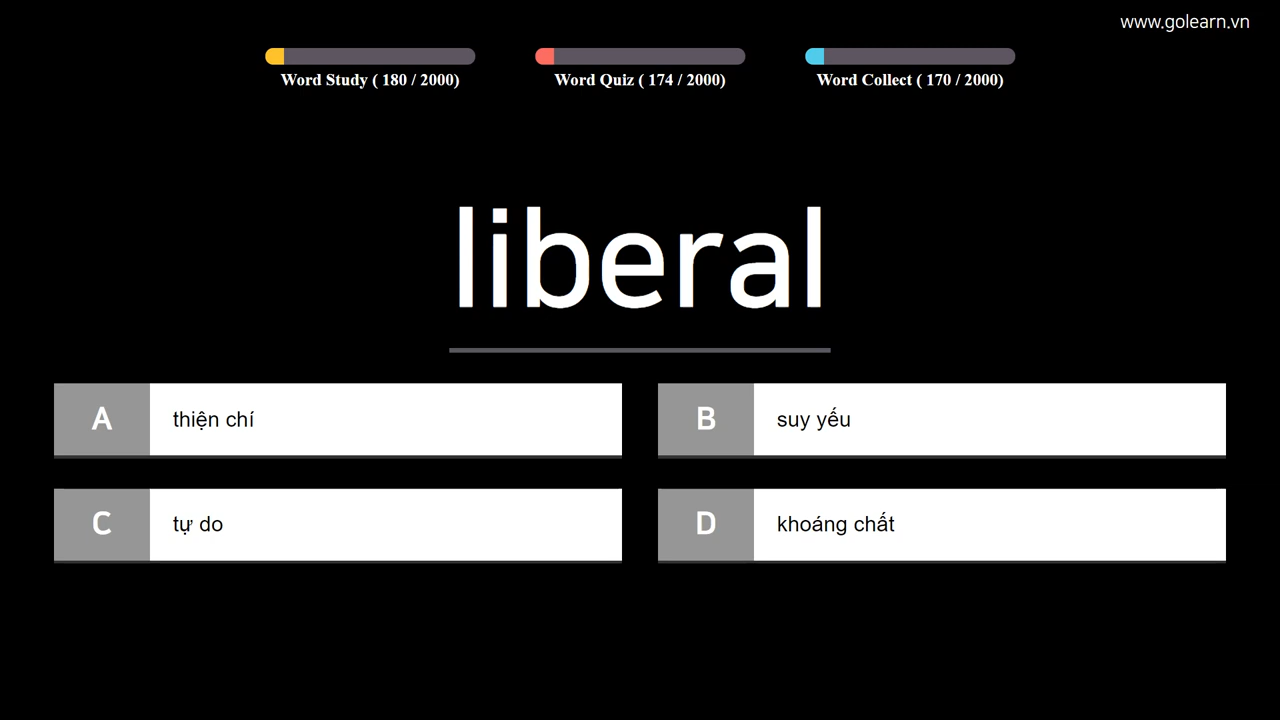 www.golearn.vn
Word Study ( 180 / 2000)
Word Quiz ( 174 / 2000)
Word Collect ( 170 / 2000)
liberal
A thiện chí
B suy yếu
C tự do
D khoáng chất